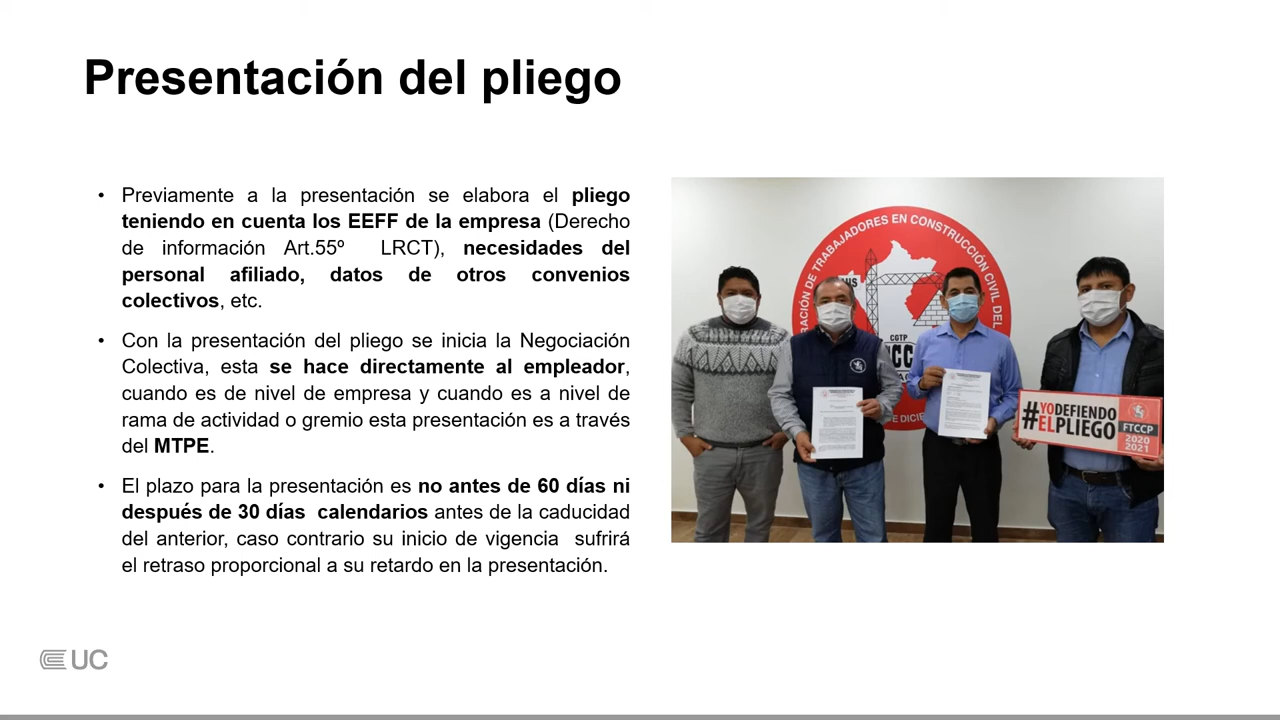 Presentación del pliego
• Previamente a la presentación se elabora el pliego
teniendo en cuenta los EEFF de la empresa (Derecho
de información Art.55º LRCT), necesidades del
personal afiliado, datos de otros convenios
colectivos, etc.
• Con la presentación del pliego se inicia la Negociación
Colectiva, esta se hace directamente al empleador,
cuando es de nivel de empresa y cuando es a nivel de
rama de actividad o gremio esta presentación es a través
del MTPE.
• El plazo para la presentación es no antes de 60 días ni
después de 30 días calendarios antes de la caducidad
del anterior, caso contrario su inicio de vigencia sufrirá
el retraso proporcional a su retardo en la presentación.
DE TRABAJADORES EN CONSTRUCCIÓN CIVIL DEL
CGTP
#YODEFIENDO
ELPLIEGO
FTCCP
2020
2021
UC